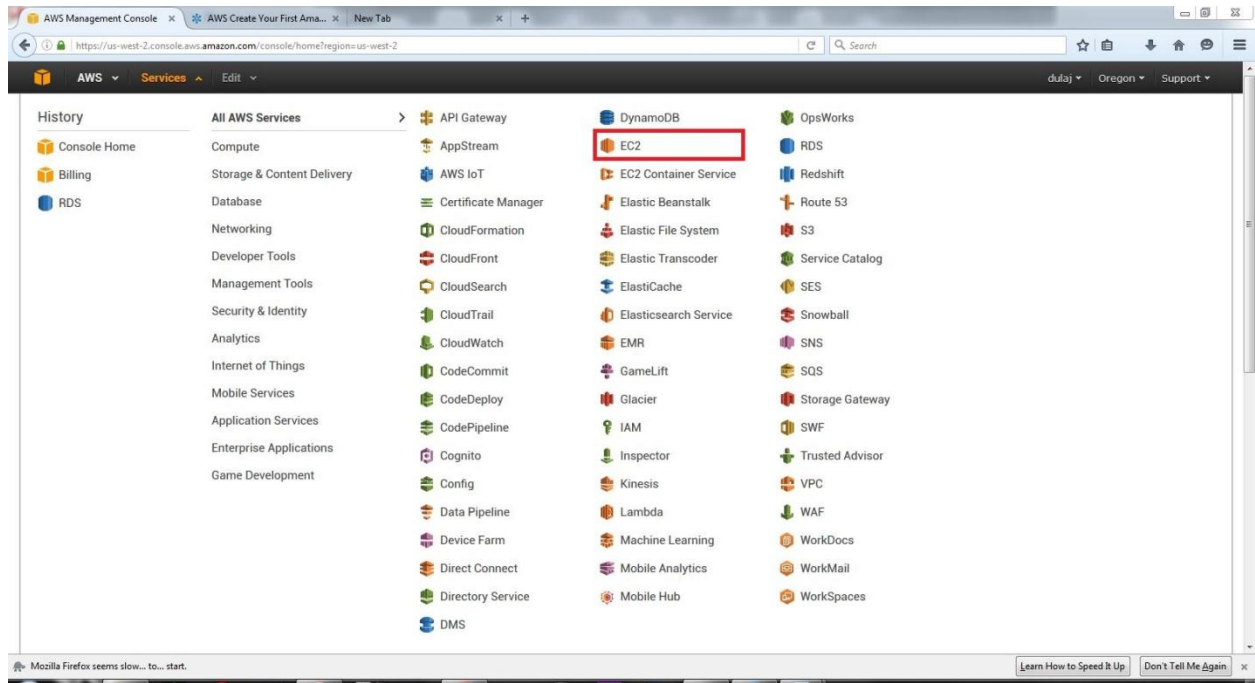 AWS Management Console
AWS Create Your First Ama...
New Tab
https://us-west-2.console.aws.amazon.com/console/home?region=us-west-2
Search
AWS
Services
Edit
dulaj
Oregon
Support
History
Console Home
Billing
RDS
All AWS Services
Compute
Storage & Content Delivery
Database
Networking
Developer Tools
Management Tools
Security & Identity
Analytics
Internet of Things
Mobile Services
Application Services
Enterprise Applications
Game Development
API Gateway
AppStream
AWS IoT
Certificate Manager
CloudFormation
CloudFront
CloudSearch
CloudTrail
CloudWatch
CodeCommit
CodeDeploy
CodePipeline
Cognito
Config
Data Pipeline
Device Farm
Direct Connect
Directory Service
DMS
DynamoDB
EC2
EC2 Container Service
Elastic Beanstalk
Elastic File System
Elastic Transcoder
ElastiCache
Elasticsearch Service
EMR
GameLift
Glacier
IAM
Inspector
Kinesis
Lambda
Machine Learning
Mobile Analytics
Mobile Hub
OpsWorks
RDS
Redshift
Route 53
S3
Service Catalog
SES
Snowball
SNS
SQS
Storage Gateway
SWF
Trusted Advisor
VPC
WAF
WorkDocs
WorkMail
WorkSpaces
Mozilla Firefox seems slow... to... start.
Learn How to Speed It Up
Don't Tell Me Again